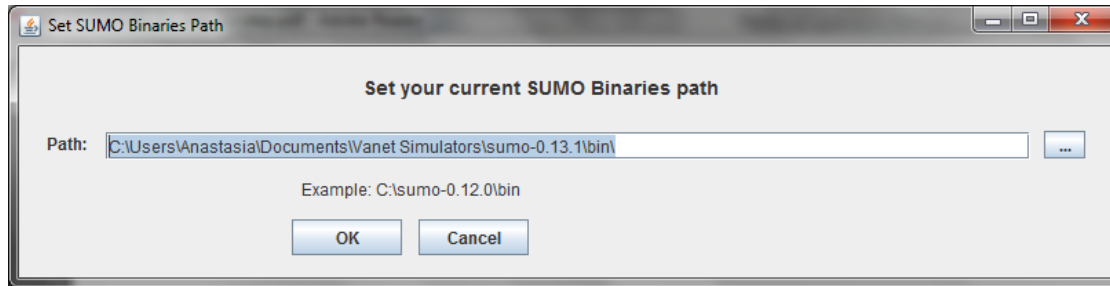 Set SUMO Binaries Path
Set your current SUMO Binaries path
Path: C:\Users\Anastasia\Documents\Vanet Simulators\sumo-0.13.1\bin\ ...
Example: C:\sumo-0.12.0\bin
OK Cancel